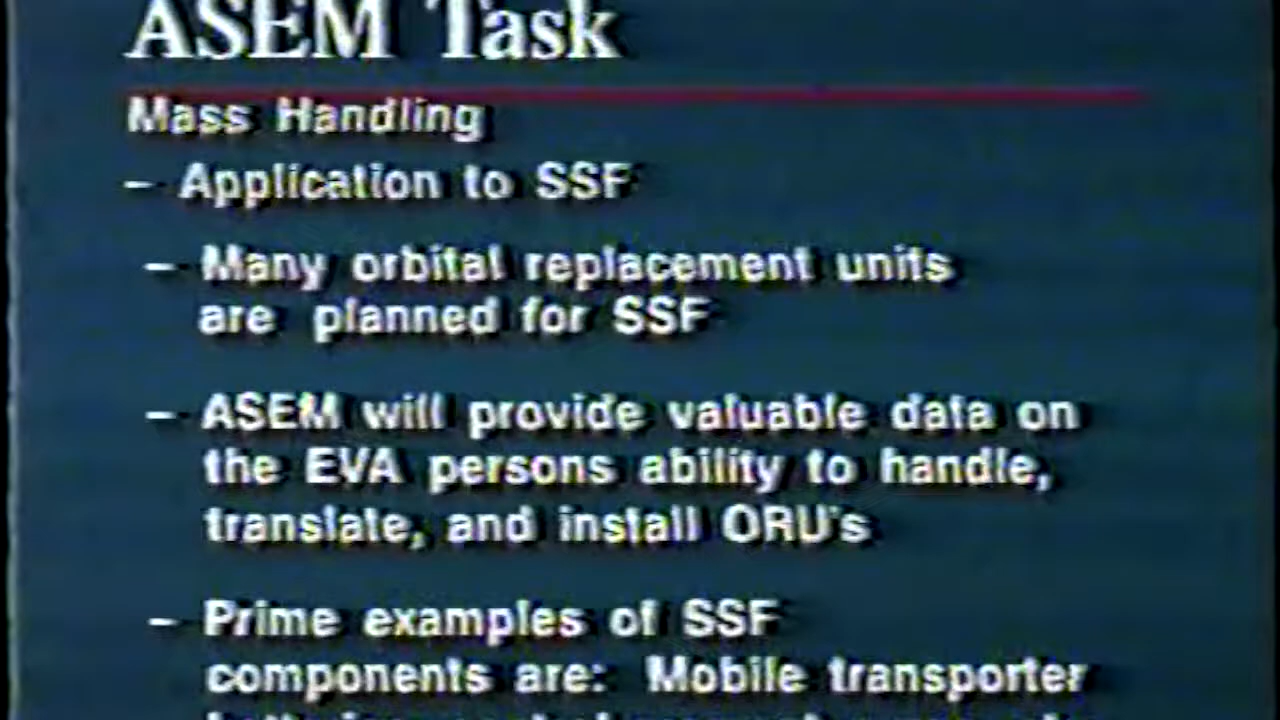 ASEM Task
Mass Handling
– Application to SSF
– Many orbital replacement units
are planned for SSF
– ASEM will provide valuable data on
the EVA persons ability to handle,
translate, and install ORU's
– Prime examples of SSF
components are: Mobile transporter